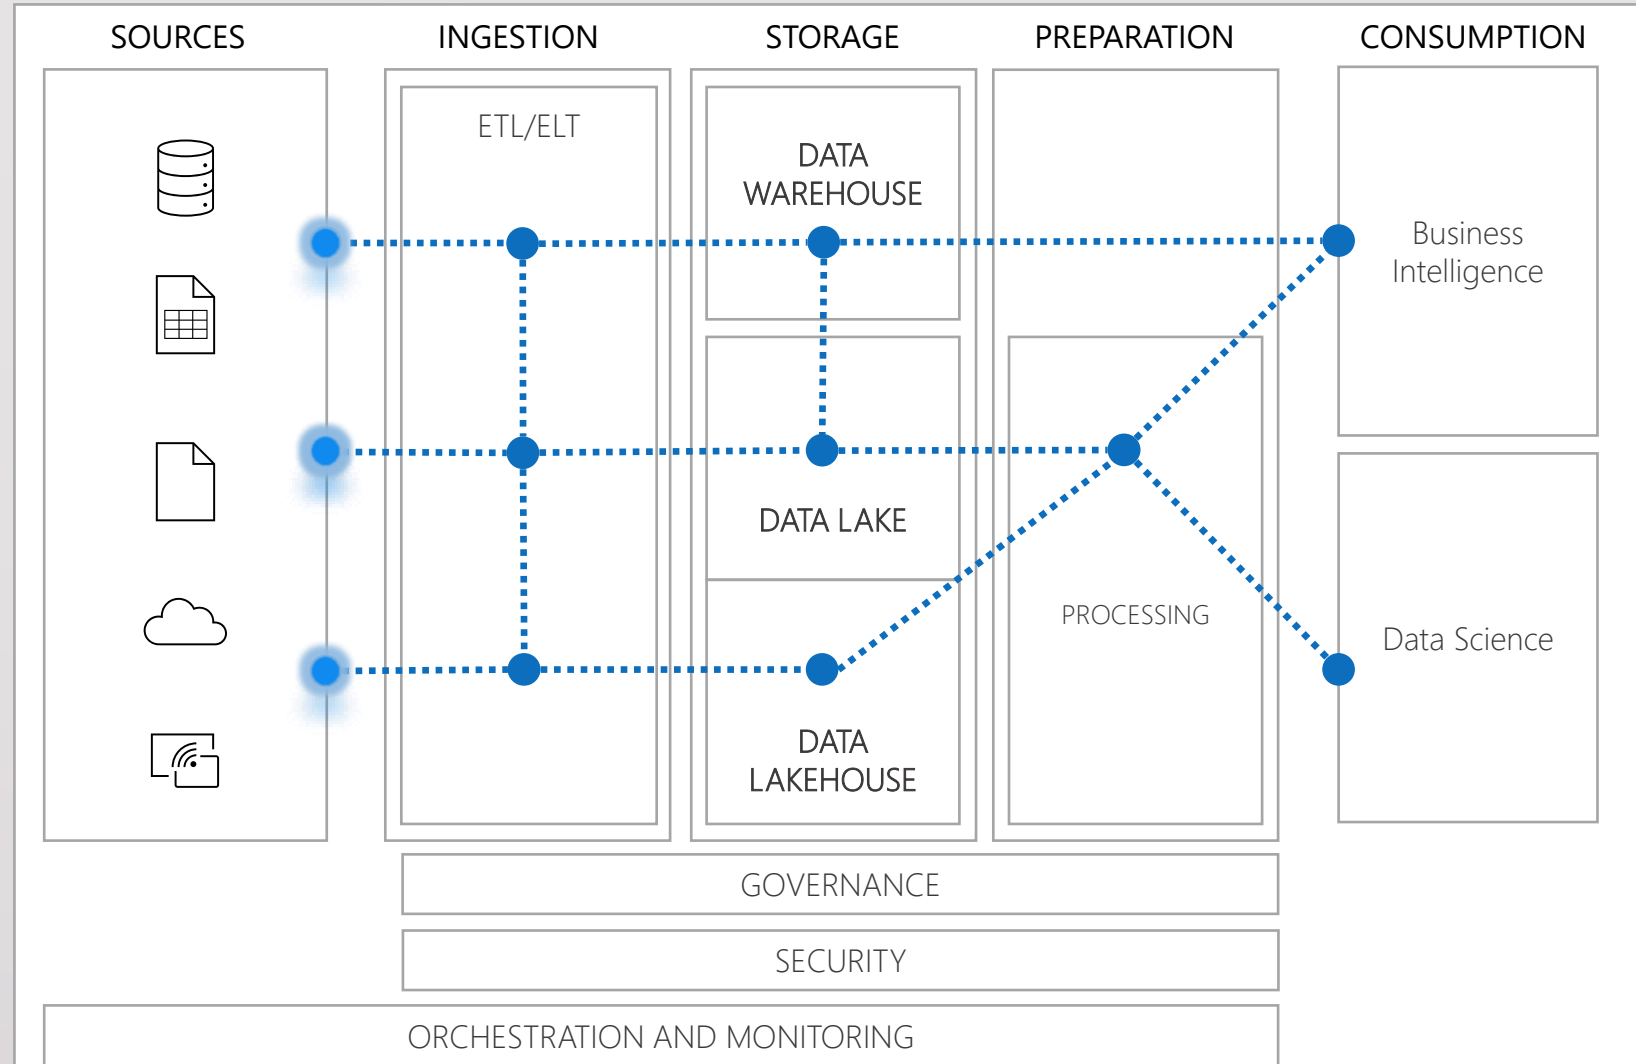 SOURCES
INGESTION
STORAGE
PREPARATION
CONSUMPTION
ETL/ELT
DATA
WAREHOUSE
DATA LAKE
DATA
LAKEHOUSE
PROCESSING
Business
Intelligence
Data Science
GOVERNANCE
SECURITY
ORCHESTRATION AND MONITORING